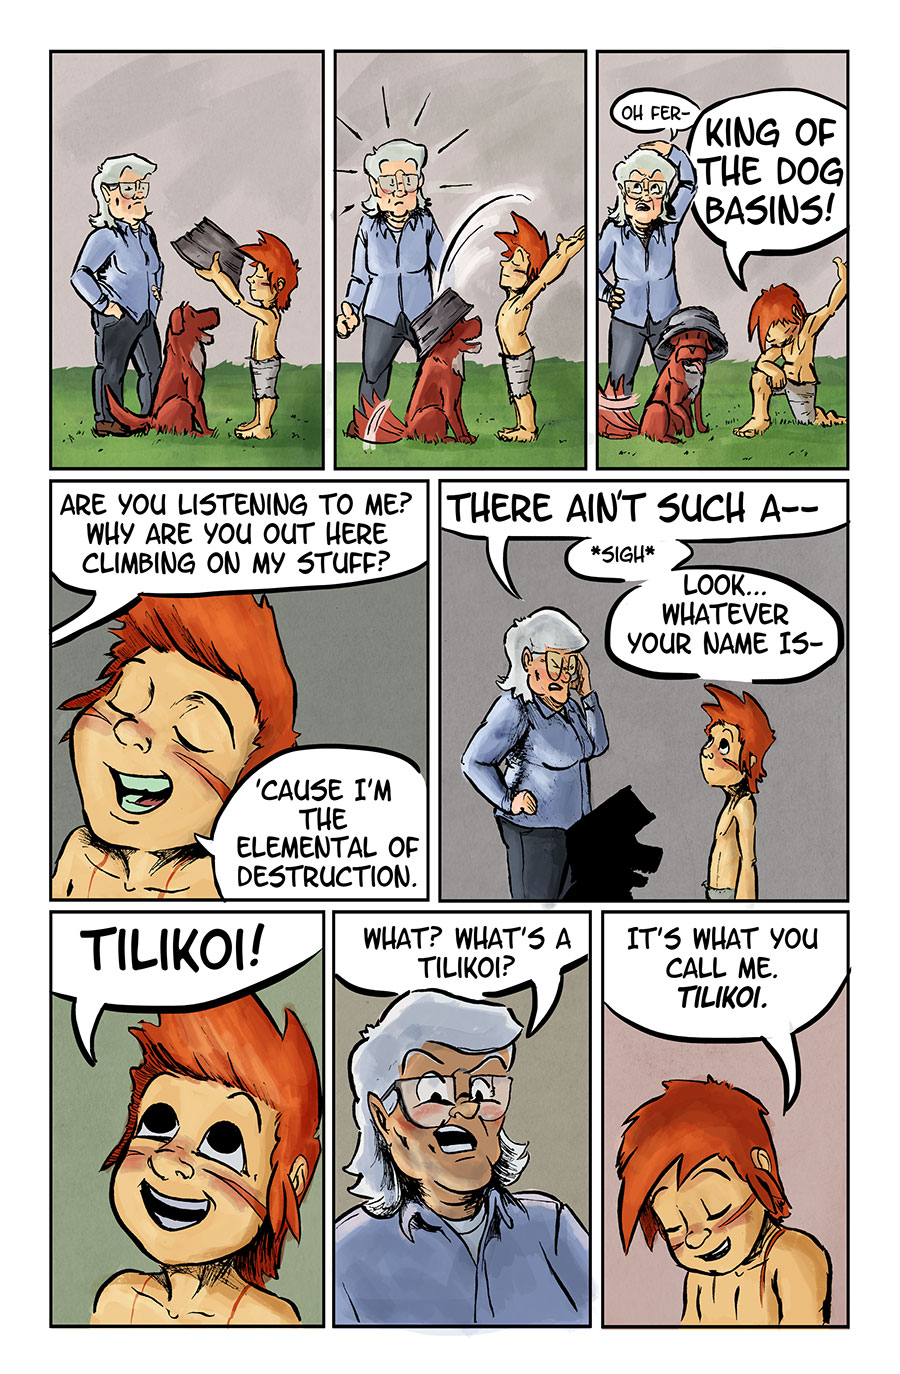 OH FER-
KING OF
THE DOG
BASINS!
ARE YOU LISTENING TO ME?
WHY ARE YOU OUT HERE
CLIMBING ON MY STUFF?
'CAUSE I'M
THE
ELEMENTAL OF
DESTRUCTION.
THERE AIN'T SUCH A--
*SIGH*
LOOK...
WHATEVER
YOUR NAME IS-
TILIKOI!
WHAT? WHAT'S A
TILIKOI?
IT'S WHAT YOU
CALL ME.
TILIKOI.